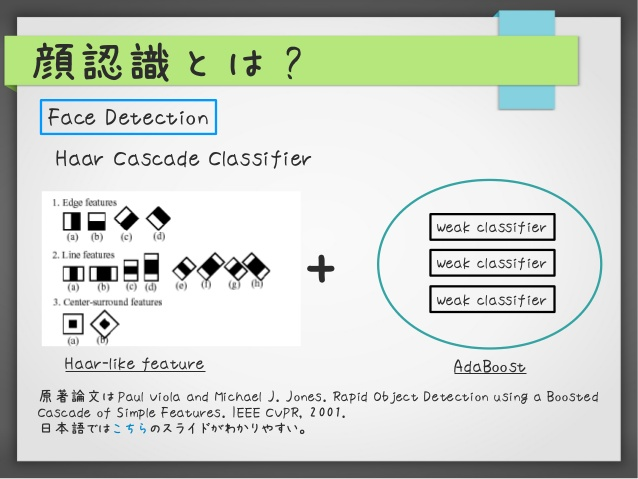 顔認識とは？
Face Detection
Haar Cascade Classifier
1. Edge features
(a) (b) (c) (d)
2. Line features
(a) (b) (c) (d) (e) (f) (g) (h)
3. Center-surround features
(a) (b)
+
weak classifier
weak classifier
weak classifier
Haar-like feature
AdaBoost
原著論文はPaul Viola and Michael J. Jones. Rapid Object Detection using a Boosted
Cascade of Simple Features. IEEE CVPR, 2001.
日本語ではこちらのスライドがわかりやすい。